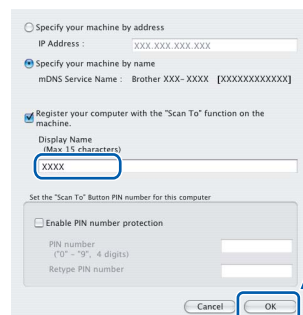 Specify your machine by address
IP Address : XXX.XXX.XXX.XXX
Specify your machine by name
mDNS Service Name : Brother XXX- XXXX [XXXXXXXXXXXX]
Register your computer with the "Scan To" function on the
machine.
Display Name
(Max 15 characters)
XXXX
Set the "Scan To" Button PIN number for this computer
Enable PIN number protection
PIN number
("0" - "9", 4 digits)
Retype PIN number
Cancel OK